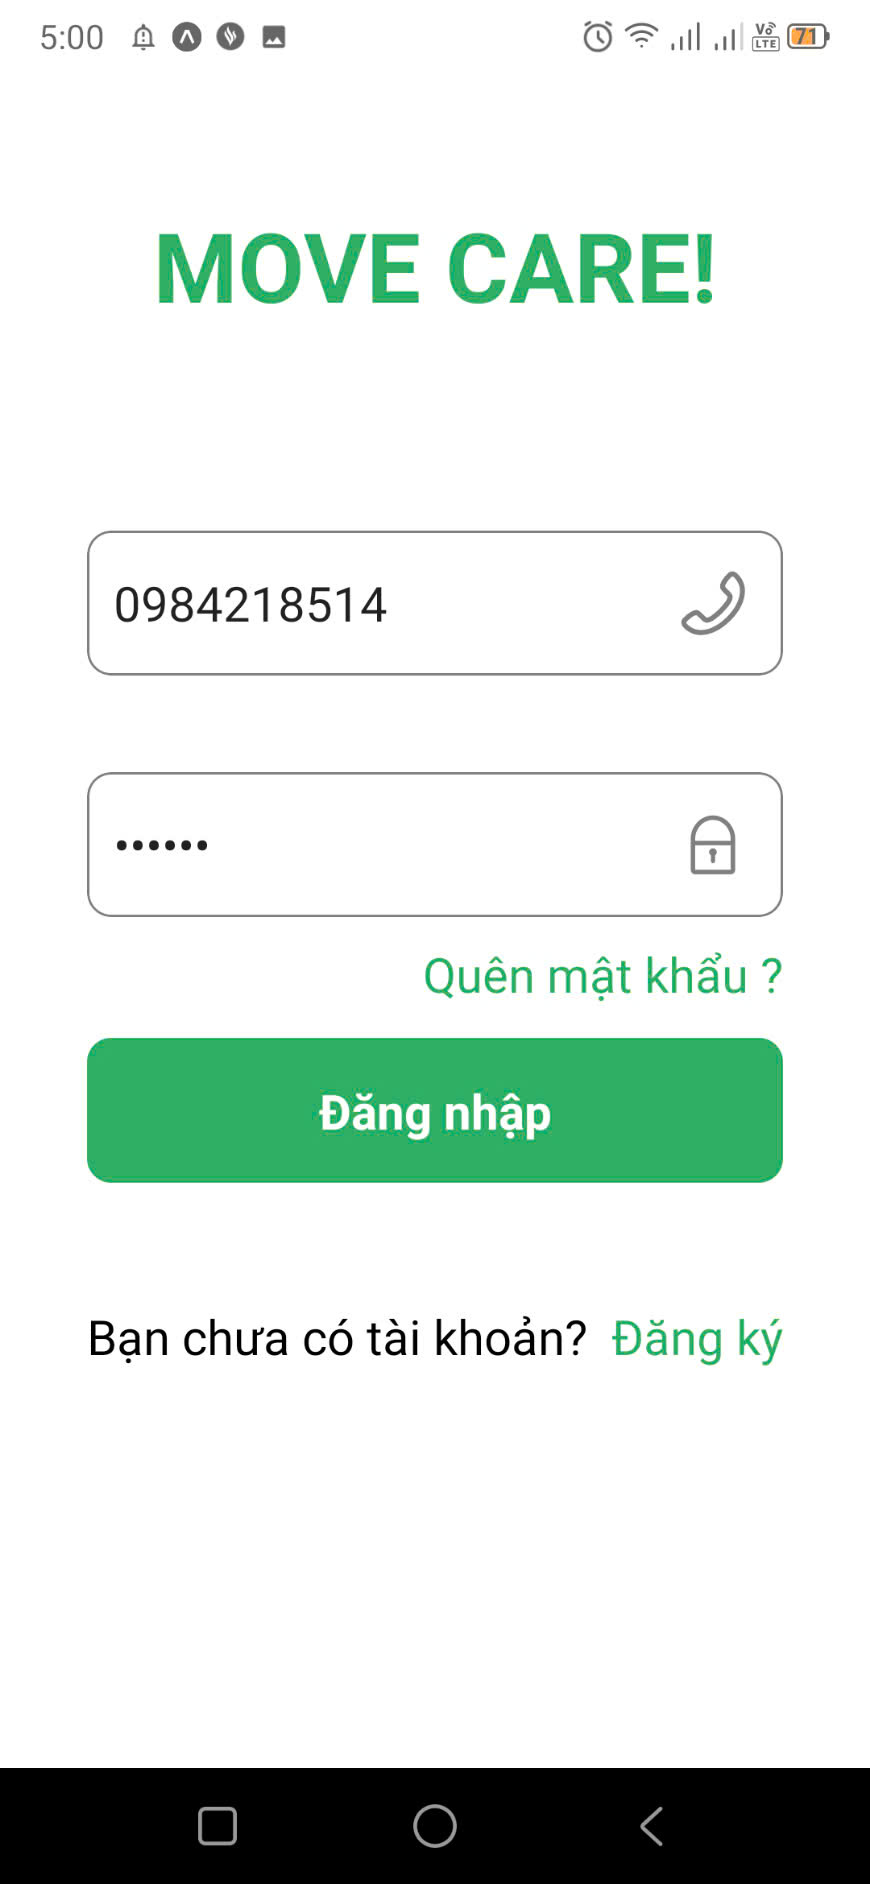 5:00
Vo
LTE
71
MOVE CARE!
0984218514
••••••
Quên mật khẩu ?
Đăng nhập
Bạn chưa có tài khoản? Đăng ký